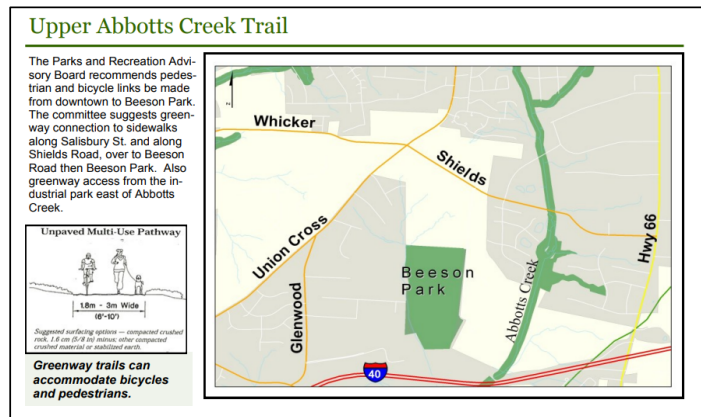 Upper Abbotts Creek Trail
The Parks and Recreation Advi-
sory Board recommends pedes-
trian and bicycle links be made
from downtown to Beeson Park.
The committee suggests green-
way connection to sidewalks
along Salisbury St. and along
Shields Road, over to Beeson
Road then Beeson Park.  Also
greenway access from the in-
dustrial park east of Abbotts
Creek.
Unpaved Multi-Use Pathway
1.8m - 3m Wide
(6'-10')
Suggested surfacing options — compacted crushed
rock, 1.6 cm (5/8 in) minus; other compacted
crushed material or stabilized earth.
Greenway trails can
accommodate bicycles
and pedestrians.
N
Whicker
Shields
Union Cross
Glenwood
Beeson
Park
Abbotts Creek
Hwy 66
40